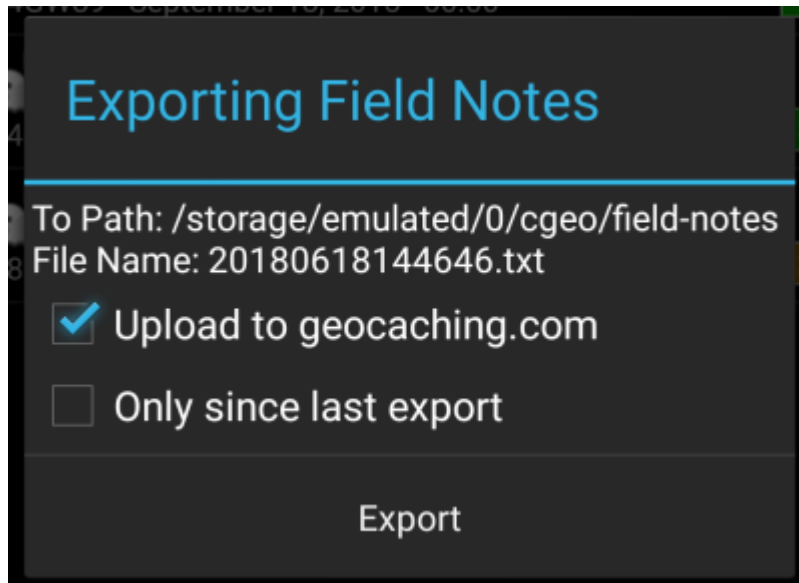 Exporting Field Notes
To Path: /storage/emulated/0/cgeo/field-notes
File Name: 20180618144646.txt
Upload to geocaching.com
Only since last export
Export